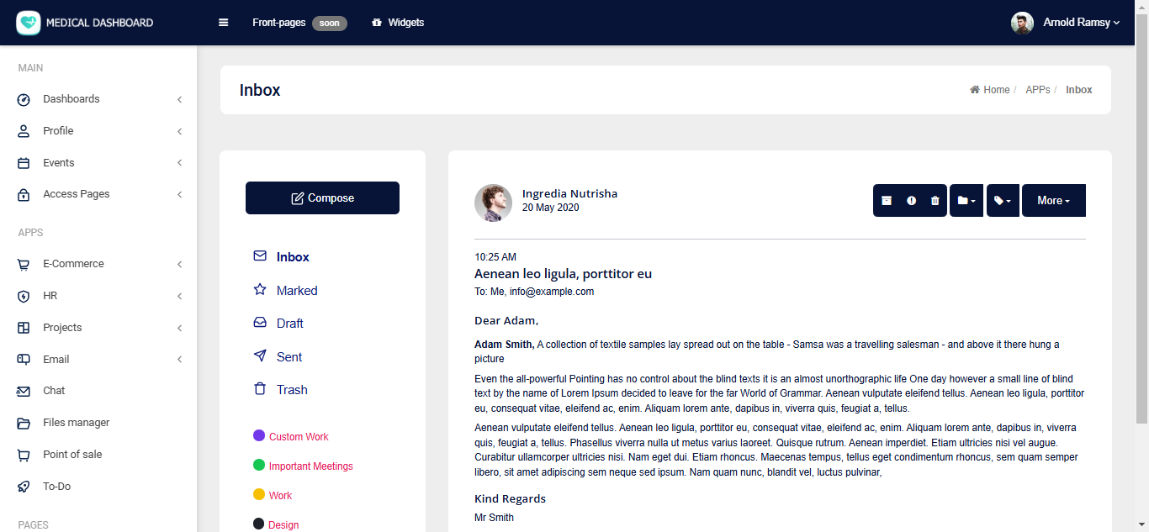 MEDICAL DASHBOARD
Front-pages soon
Widgets
Arnold Ramsy
MAIN
Dashboards
Profile
Events
Access Pages
APPS
E-Commerce
HR
Projects
Email
Chat
Files manager
Point of sale
To-Do
PAGES
Inbox
Home / APPs / Inbox
Compose
Inbox
Marked
Draft
Sent
Trash
Custom Work
Important Meetings
Work
Design
Ingredia Nutrisha
20 May 2020
More
10:25 AM
Aenean leo ligula, porttitor eu
To: Me, info@example.com
Dear Adam,
Adam Smith, A collection of textile samples lay spread out on the table - Samsa was a travelling salesman - and above it there hung a
picture
Even the all-powerful Pointing has no control about the blind texts it is an almost unorthographic life One day however a small line of blind
text by the name of Lorem Ipsum decided to leave for the far World of Grammar. Aenean vulputate eleifend tellus. Aenean leo ligula, porttitor
eu, consequat vitae, eleifend ac, enim. Aliquam lorem ante, dapibus in, viverra quis, feugiat a, tellus.
Aenean vulputate eleifend tellus. Aenean leo ligula, porttitor eu, consequat vitae, eleifend ac, enim. Aliquam lorem ante, dapibus in, viverra
quis, feugiat a, tellus. Phasellus viverra nulla ut metus varius laoreet. Quisque rutrum. Aenean imperdiet. Etiam ultricies nisi vel augue.
Curabitur ullamcorper ultricies nisi. Nam eget dui. Etiam rhoncus. Maecenas tempus, tellus eget condimentum rhoncus, sem quam semper
libero, sit amet adipiscing sem neque sed ipsum. Nam quam nunc, blandit vel, luctus pulvinar,
Kind Regards
Mr Smith